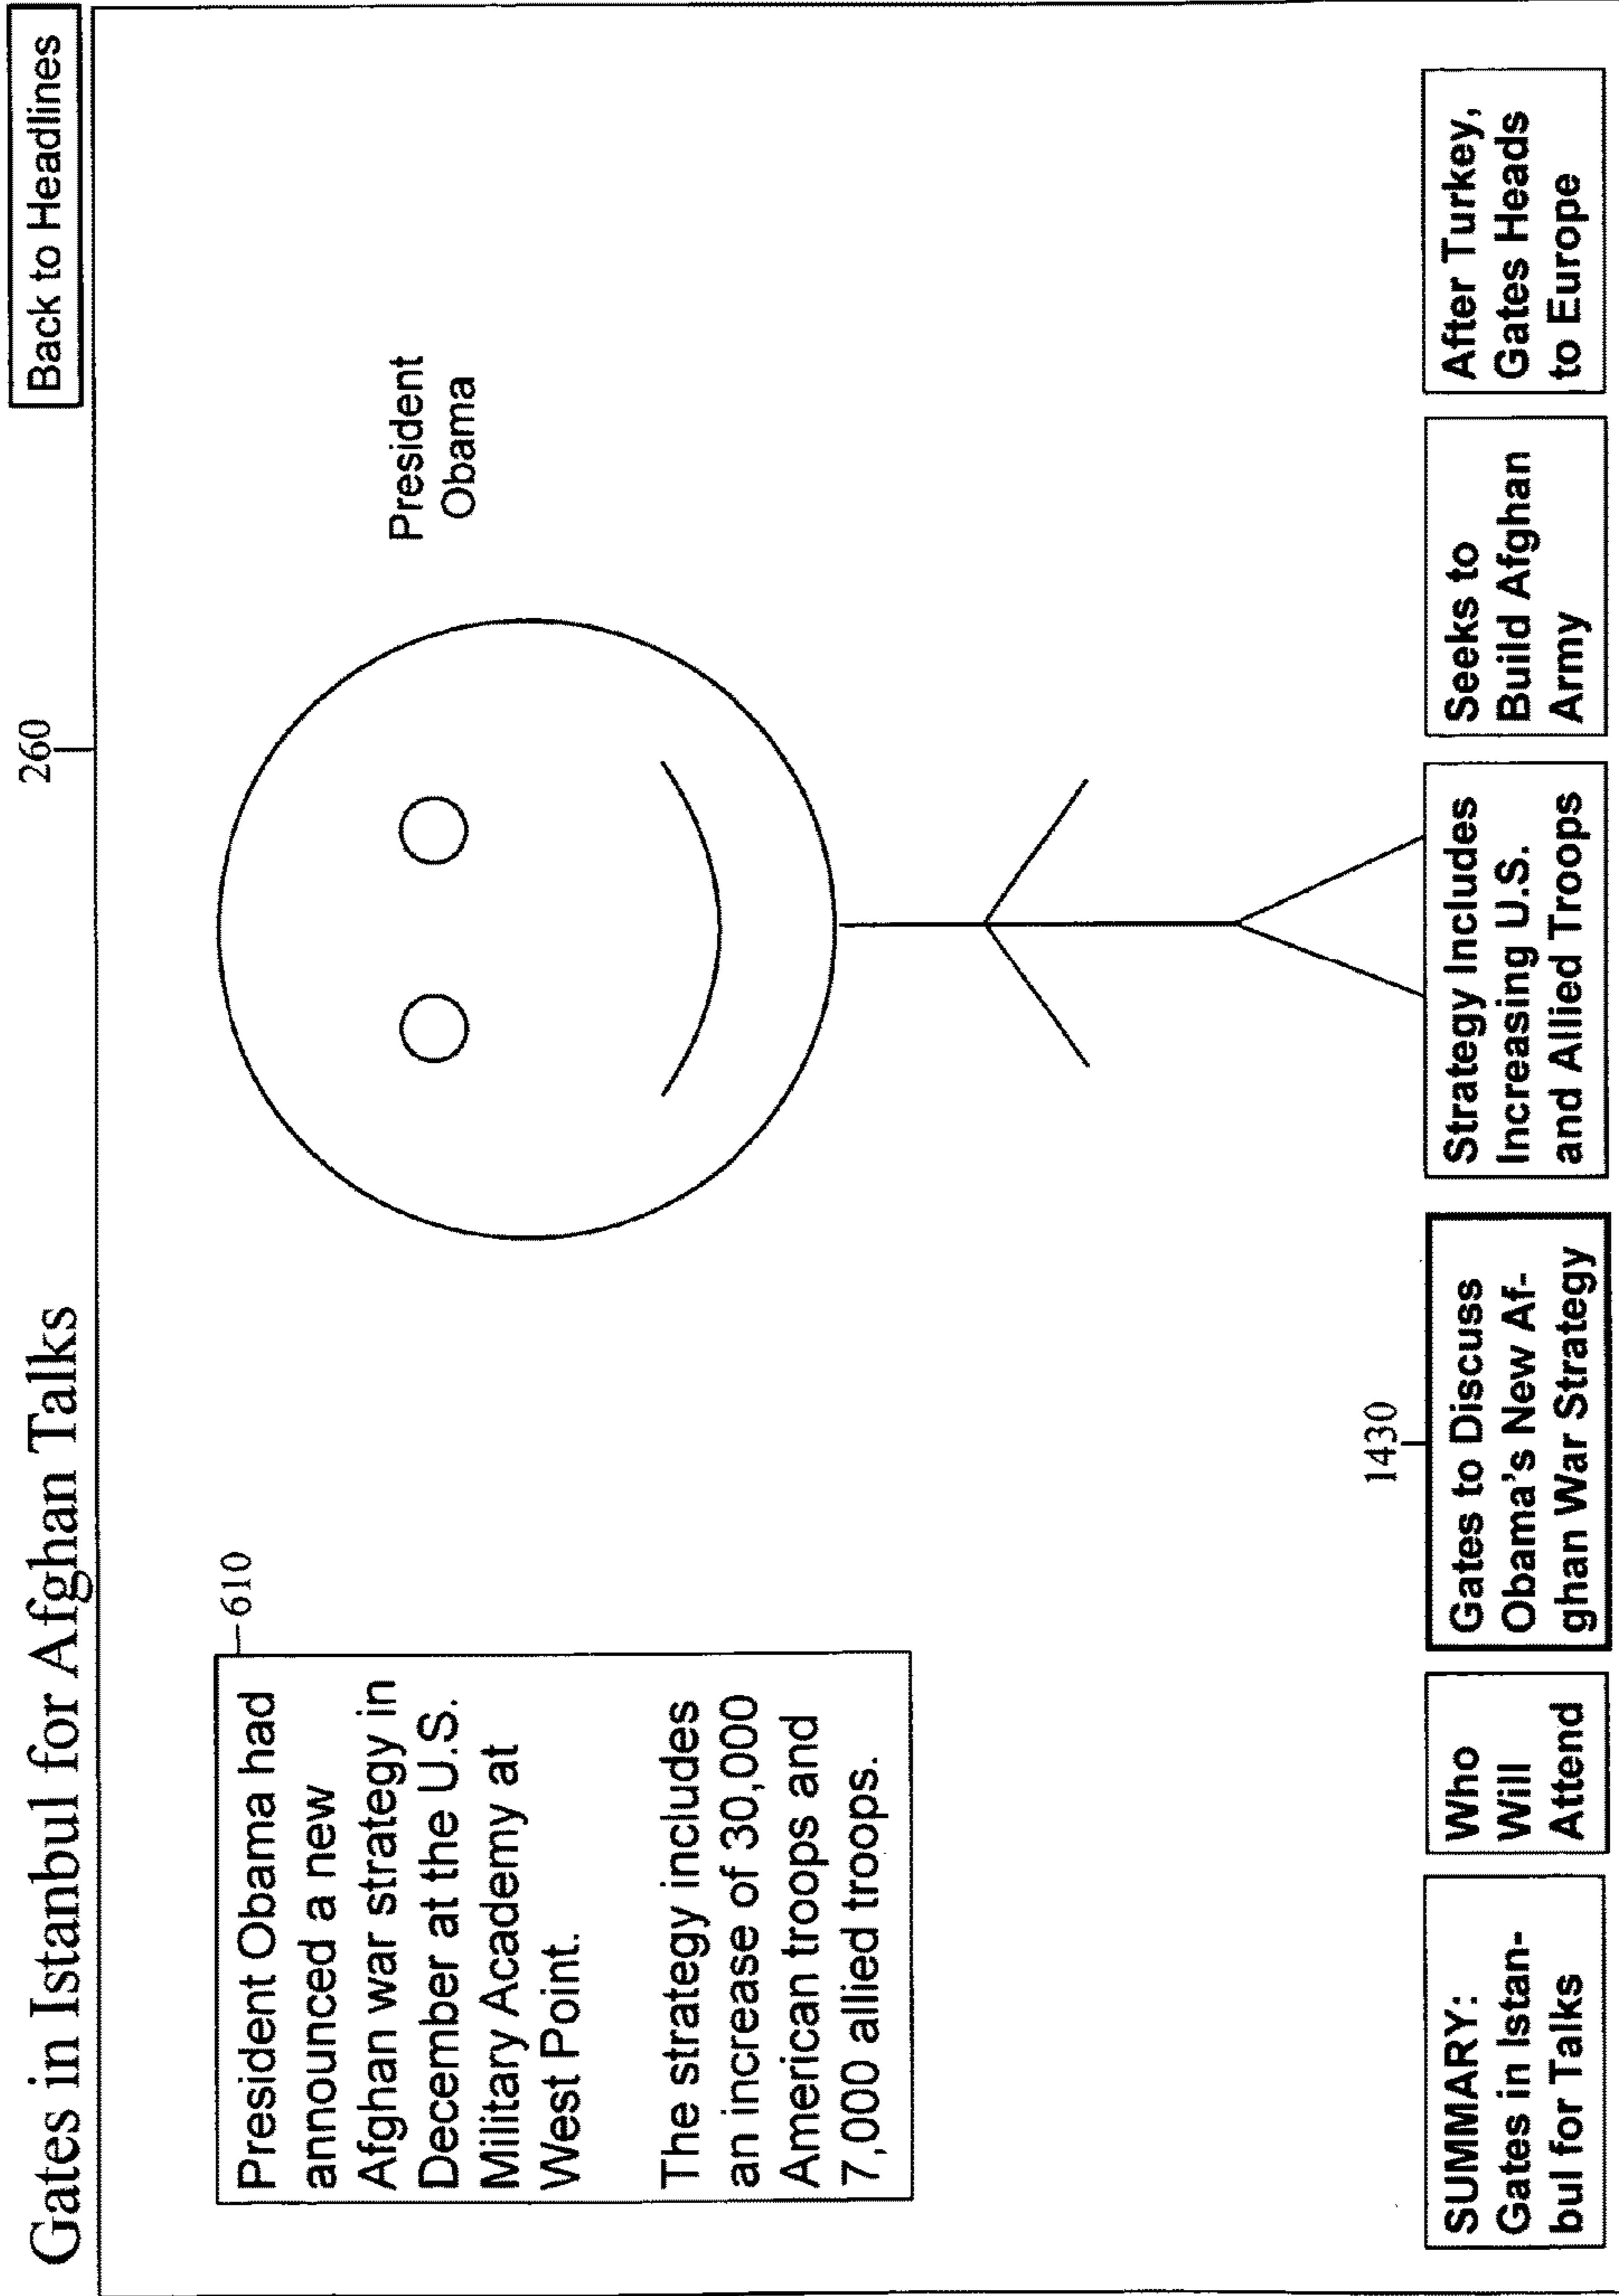 Gates in Istanbul for Afghan Talks
260
Back to Headlines
President Obama had
announced a new
Afghan war strategy in
December at the U.S.
Military Academy at
West Point.
The strategy includes
an increase of 30,000
American troops and
7,000 allied troops.
610
President
Obama
1430
SUMMARY:
Gates in Istan-
bul for Talks
Who
Will
Attend
Gates to Discuss
Obama's New Af-
ghan War Strategy
Strategy Includes
Increasing U.S.
and Allied Troops
Seeks to
Build Afghan
Army
After Turkey,
Gates Heads
to Europe